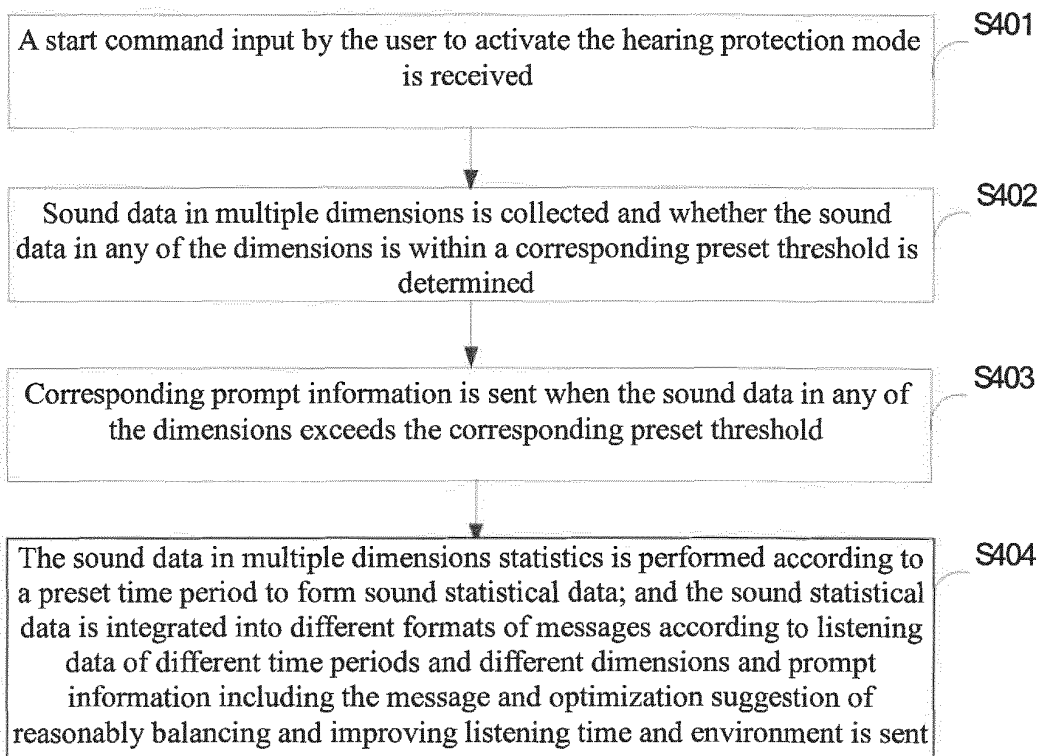 A start command input by the user to activate the hearing protection mode
is received
S401
Sound data in multiple dimensions is collected and whether the sound
data in any of the dimensions is within a corresponding preset threshold is
determined
S402
Corresponding prompt information is sent when the sound data in any of
the dimensions exceeds the corresponding preset threshold
S403
The sound data in multiple dimensions statistics is performed according to
a preset time period to form sound statistical data; and the sound statistical
data is integrated into different formats of messages according to listening
data of different time periods and different dimensions and prompt
information including the message and optimization suggestion of
reasonably balancing and improving listening time and environment is sent
S404